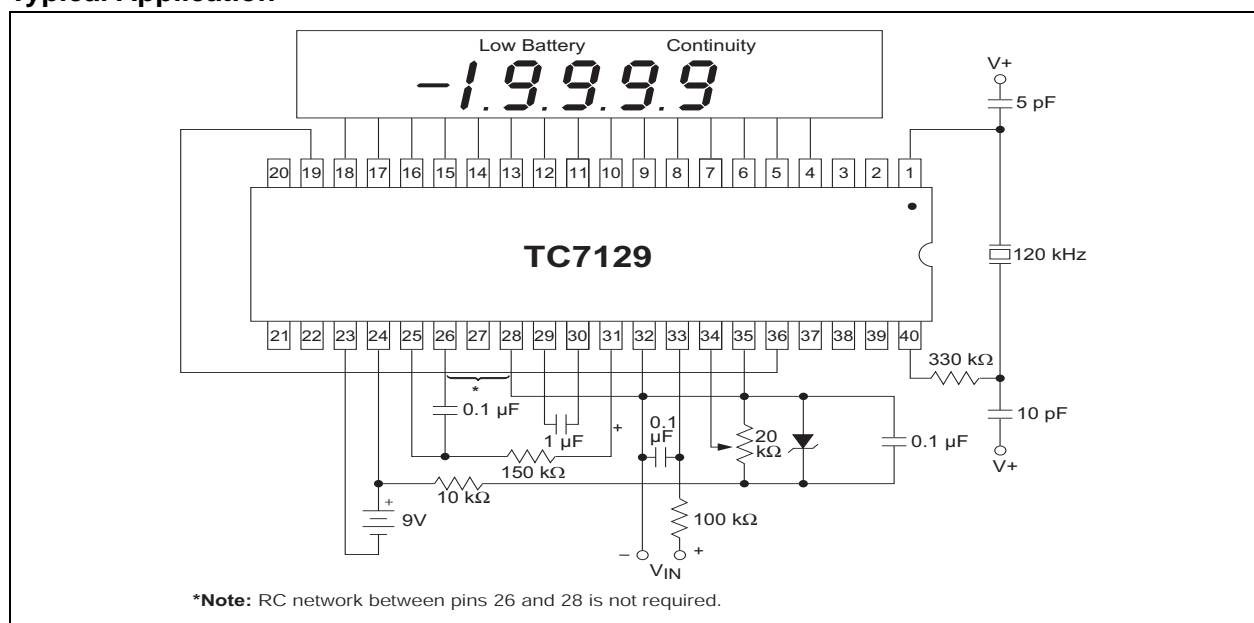 Low Battery Continuity
-1.9.9.9.9
V+
5 pF
20 19 18 17 16 15 14 13 12 11 10 9 8 7 6 5 4 3 2 1
TC7129
120 kHz
21 22 23 24 25 26 27 28 29 30 31 32 33 34 35 36 37 38 39 40
330 kΩ
*
0.1 µF
1 µF
+
0.1
µF
20
kΩ
0.1 µF
10 pF
V+
150 kΩ
10 kΩ
+
9V
100 kΩ
– +
VIN
*Note: RC network between pins 26 and 28 is not required.